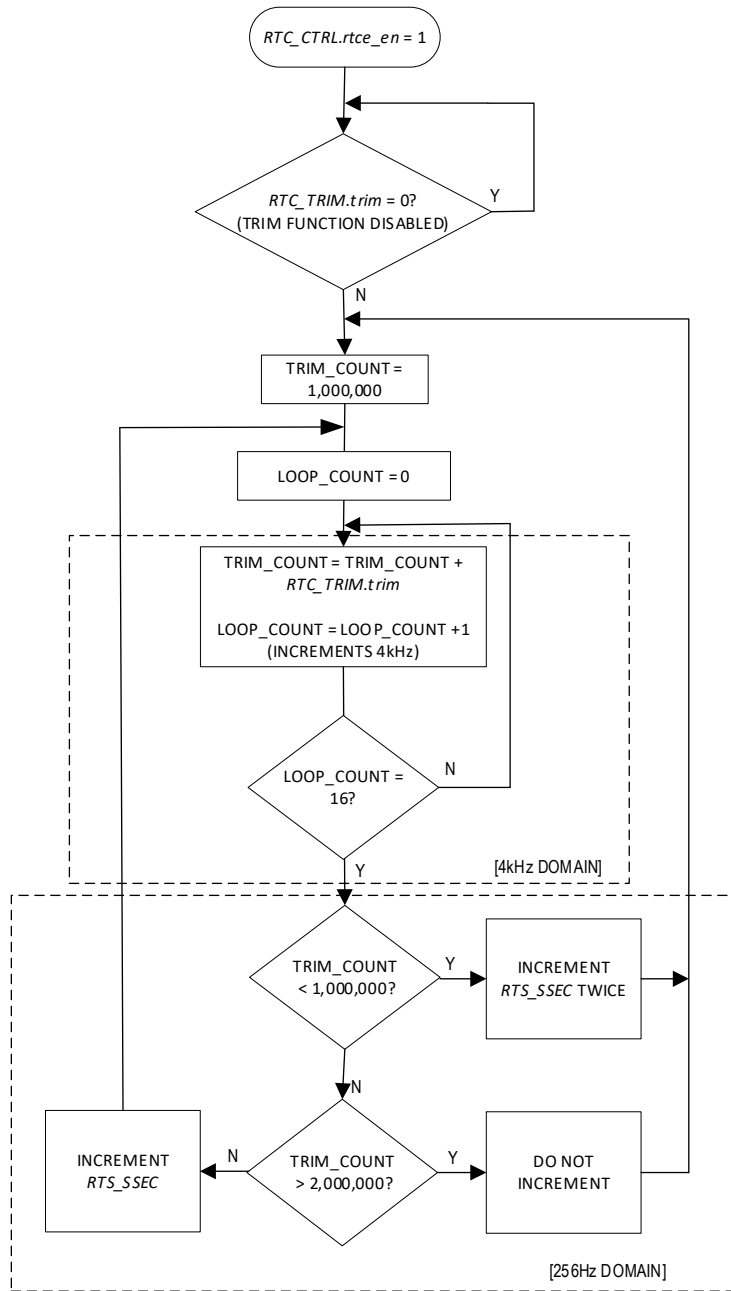 RTC_CTRL.rtce_en = 1
RTC_TRIM.trim = 0?
(TRIM FUNCTION DISABLED)
Y
N
TRIM_COUNT =
1,000,000
LOOP_COUNT = 0
TRIM_COUNT = TRIM_COUNT +
RTC_TRIM.trim
LOOP_COUNT = LOOP_COUNT +1
(INCREMENTS 4kHz)
LOOP_COUNT =
16?
N
Y
[4kHz DOMAIN]
TRIM_COUNT
< 1,000,000?
Y
INCREMENT
RTS_SSEC TWICE
N
INCREMENT
RTS_SSEC
N
TRIM_COUNT
> 2,000,000?
Y
DO NOT
INCREMENT
[256Hz DOMAIN]